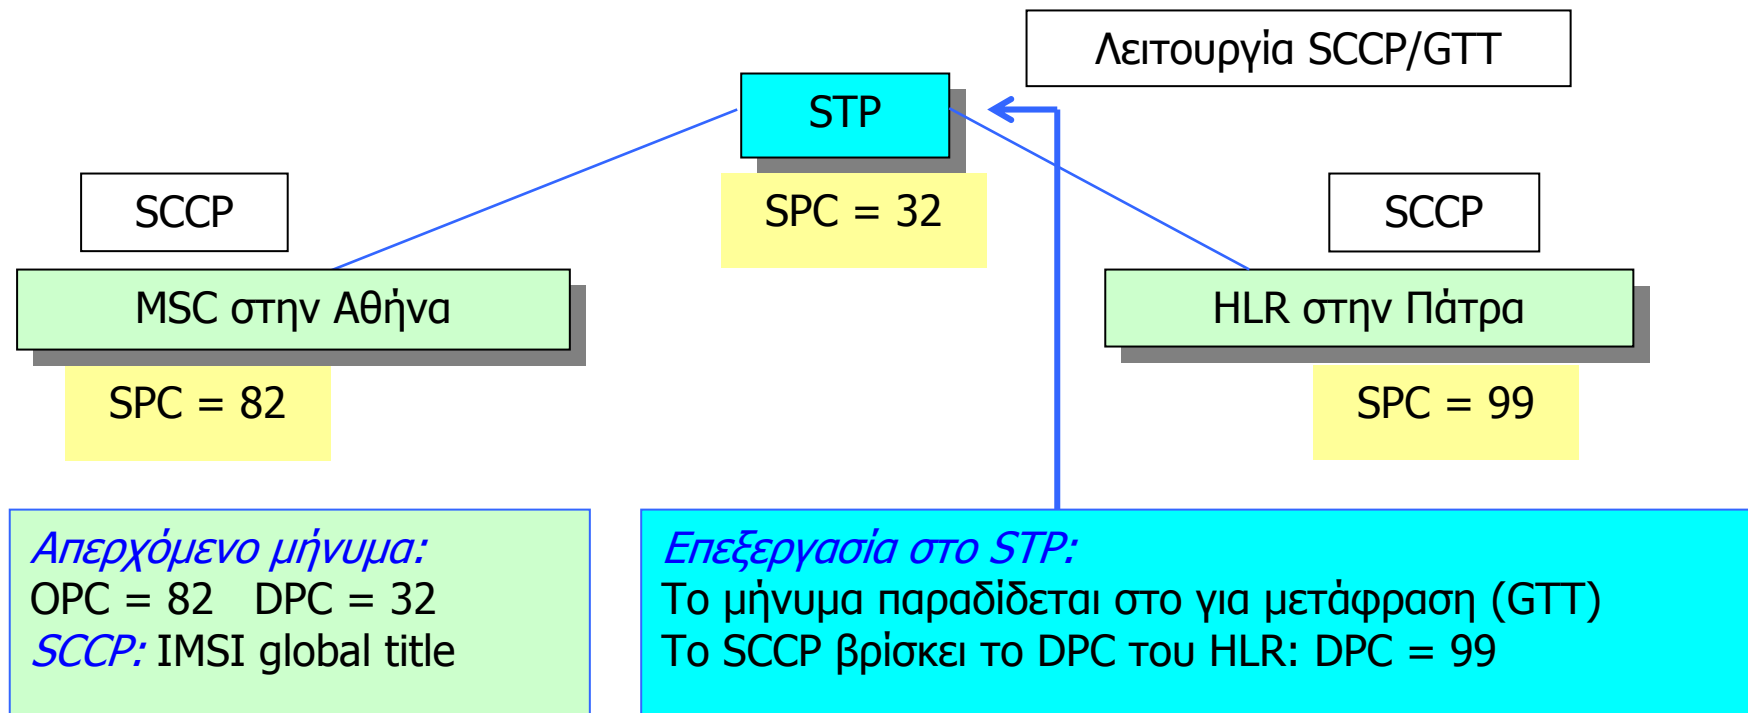 Λειτουργία SCCP/GTT
STP
SPC = 32
SCCP
SCCP
MSC στην Αθήνα
HLR στην Πάτρα
SPC = 82
SPC = 99
Απερχόμενο μήνυμα:
OPC = 82 DPC = 32
SCCP: IMSI global title
Επεξεργασία στο STP:
Το μήνυμα παραδίδεται στο για μετάφραση (GTT)
Το SCCP βρίσκει το DPC του HLR: DPC = 99